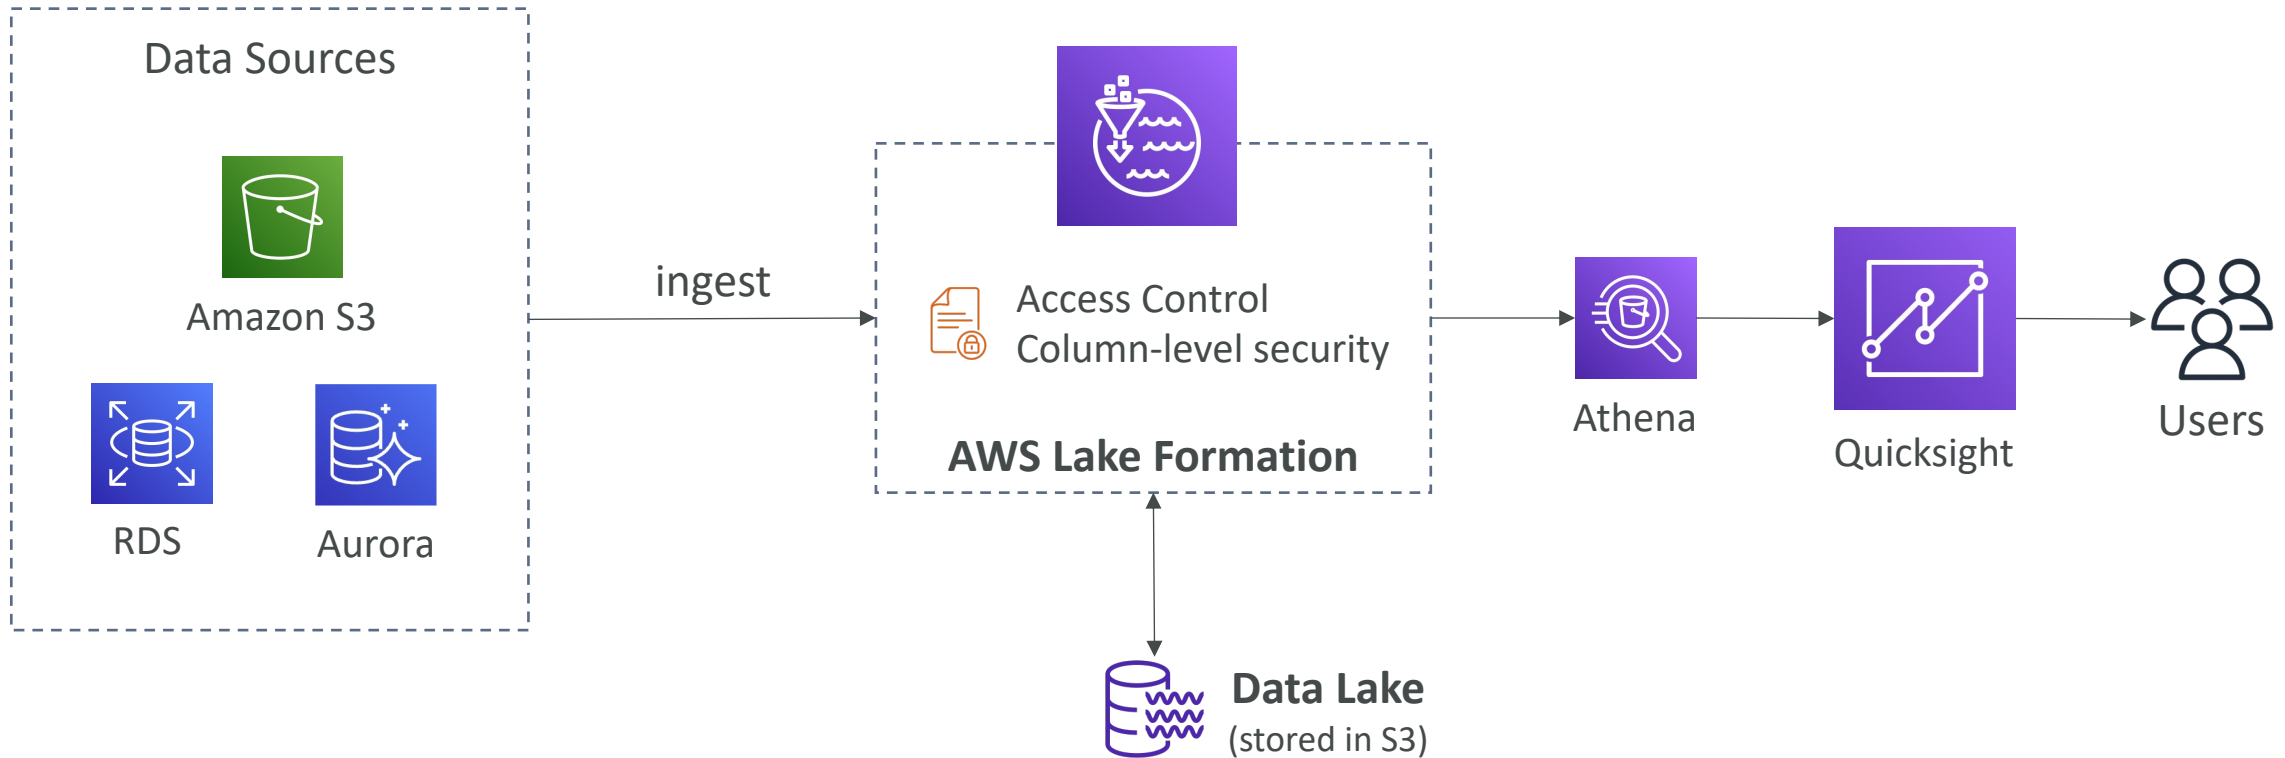 Data Sources
Amazon S3
RDS
Aurora
ingest
Access Control
Column-level security
AWS Lake Formation
Data Lake
(stored in S3)
Athena
Quicksight
Users